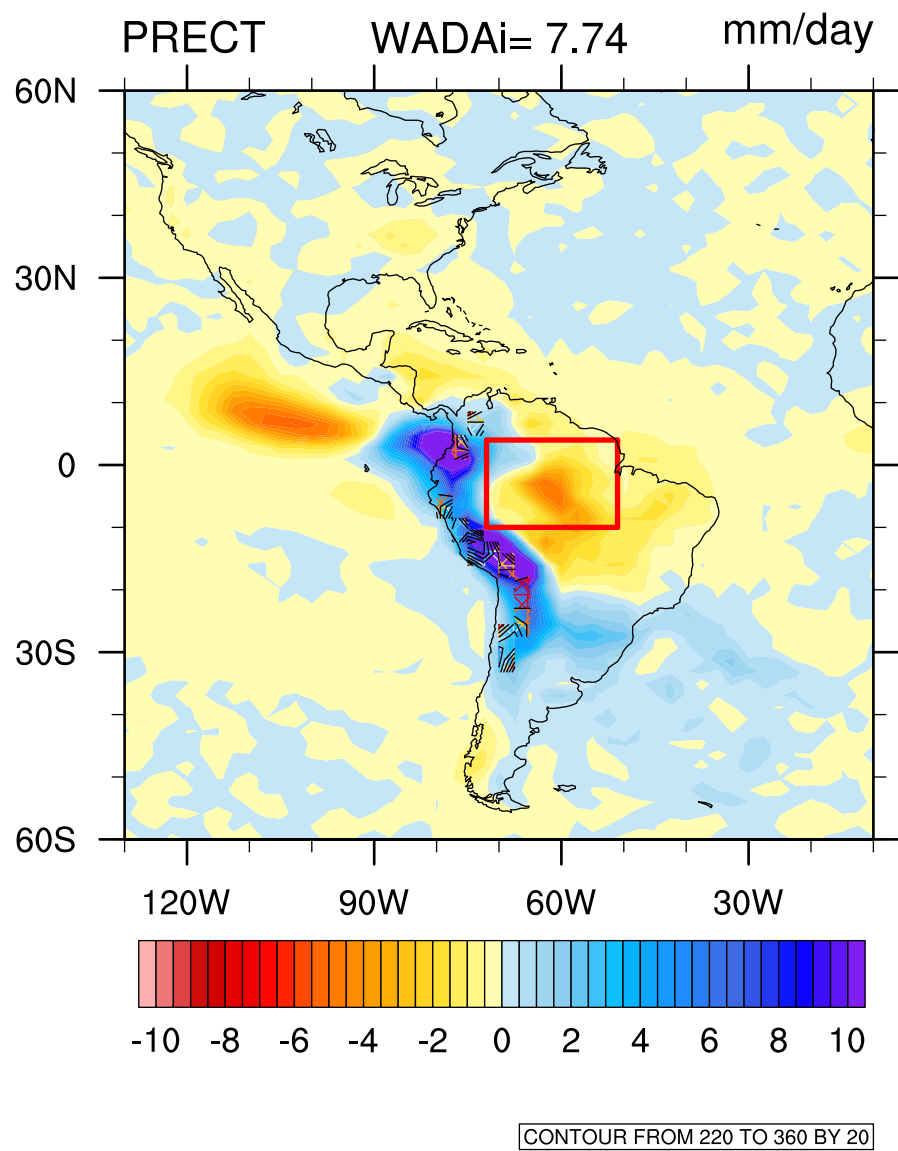 PRECT WADAi= 7.74 mm/day
60N
30N
0
30S
60S
120W 90W 60W 30W
-10 -8 -6 -4 -2 0 2 4 6 8 10
CONTOUR FROM 220 TO 360 BY 20